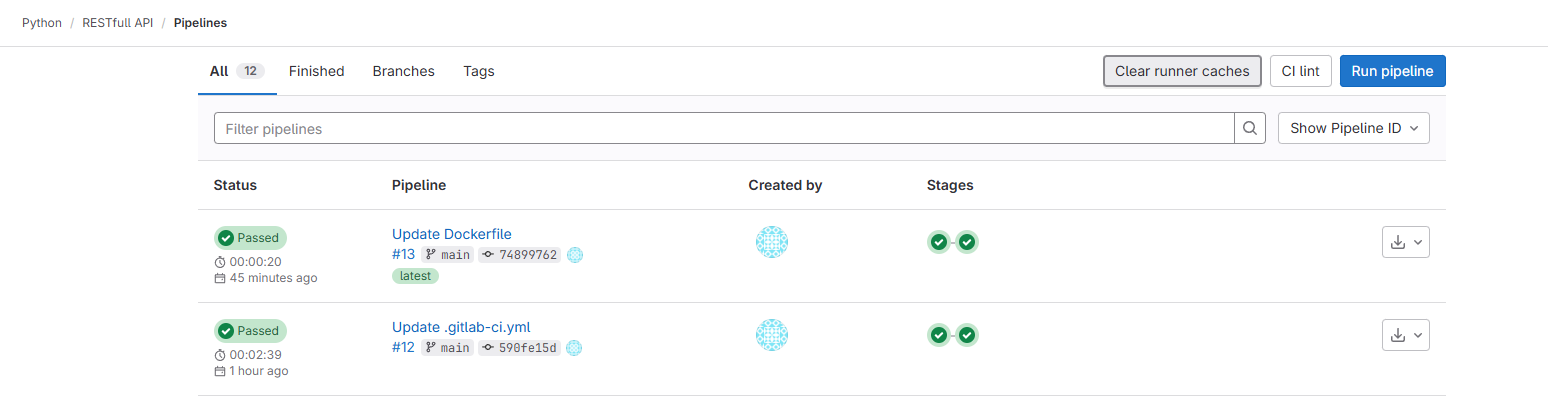 Python / RESTfull API / Pipelines
All 12 Finished Branches Tags Clear runner caches CI lint Run pipeline
Filter pipelines Show Pipeline ID
Status Pipeline Created by Stages
Passed Update Dockerfile
#13 main 74899762
00:00:20
45 minutes ago latest
Passed Update .gitlab-ci.yml
#12 main 590fe15d
00:02:39
1 hour ago